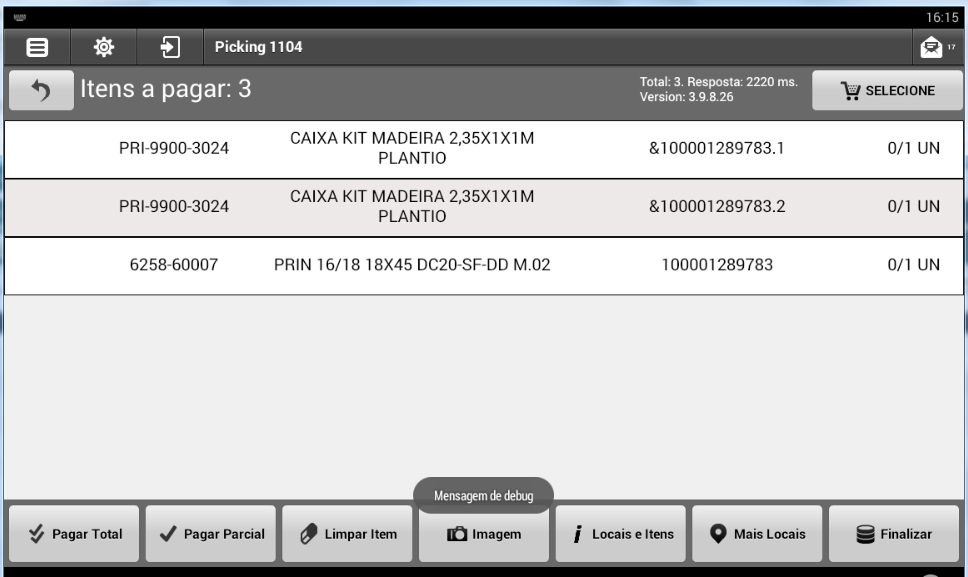 16:15
Picking 1104
17
Itens a pagar: 3
Total: 3. Resposta: 2220 ms.
Version: 3.9.8.26
SELECIONE
PRI-9900-3024
CAIXA KIT MADEIRA 2,35X1X1M
PLANTIO
&100001289783.1
0/1 UN
PRI-9900-3024
CAIXA KIT MADEIRA 2,35X1X1M
PLANTIO
&100001289783.2
0/1 UN
6258-60007
PRIN 16/18 18X45 DC20-SF-DD M.02
100001289783
0/1 UN
Mensagem de debug
Pagar Total
Pagar Parcial
Limpar Item
Imagem
Locais e Itens
Mais Locais
Finalizar